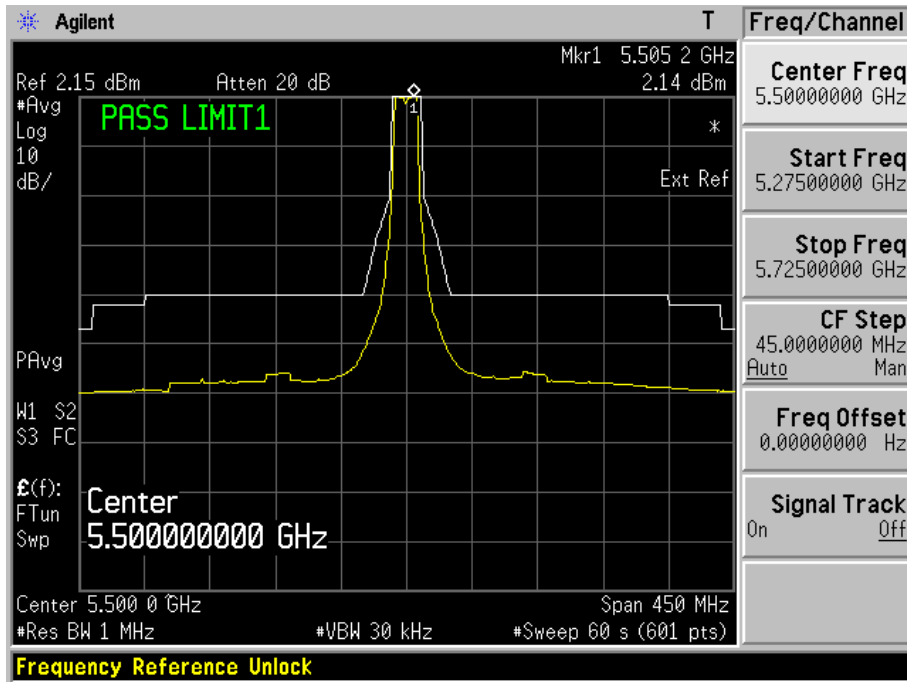 Agilent T Freq/Channel
Mkr1 5.505 2 GHz
Ref 2.15 dBm Atten 20 dB 2.14 dBm
#Avg
Log
10
dB/
PASS LIMIT1
1
*
Ext Ref
PAvg
W1 S2
S3 FC
£(f):
FTun
Swp
Center
5.500000000 GHz
Center 5.500 0 GHz Span 450 MHz
#Res BW 1 MHz #VBW 30 kHz #Sweep 60 s (601 pts)
Frequency Reference Unlock
Center Freq
5.50000000 GHz
Start Freq
5.27500000 GHz
Stop Freq
5.72500000 GHz
CF Step
45.0000000 MHz
Auto Man
Freq Offset
0.00000000 Hz
Signal Track
On Off